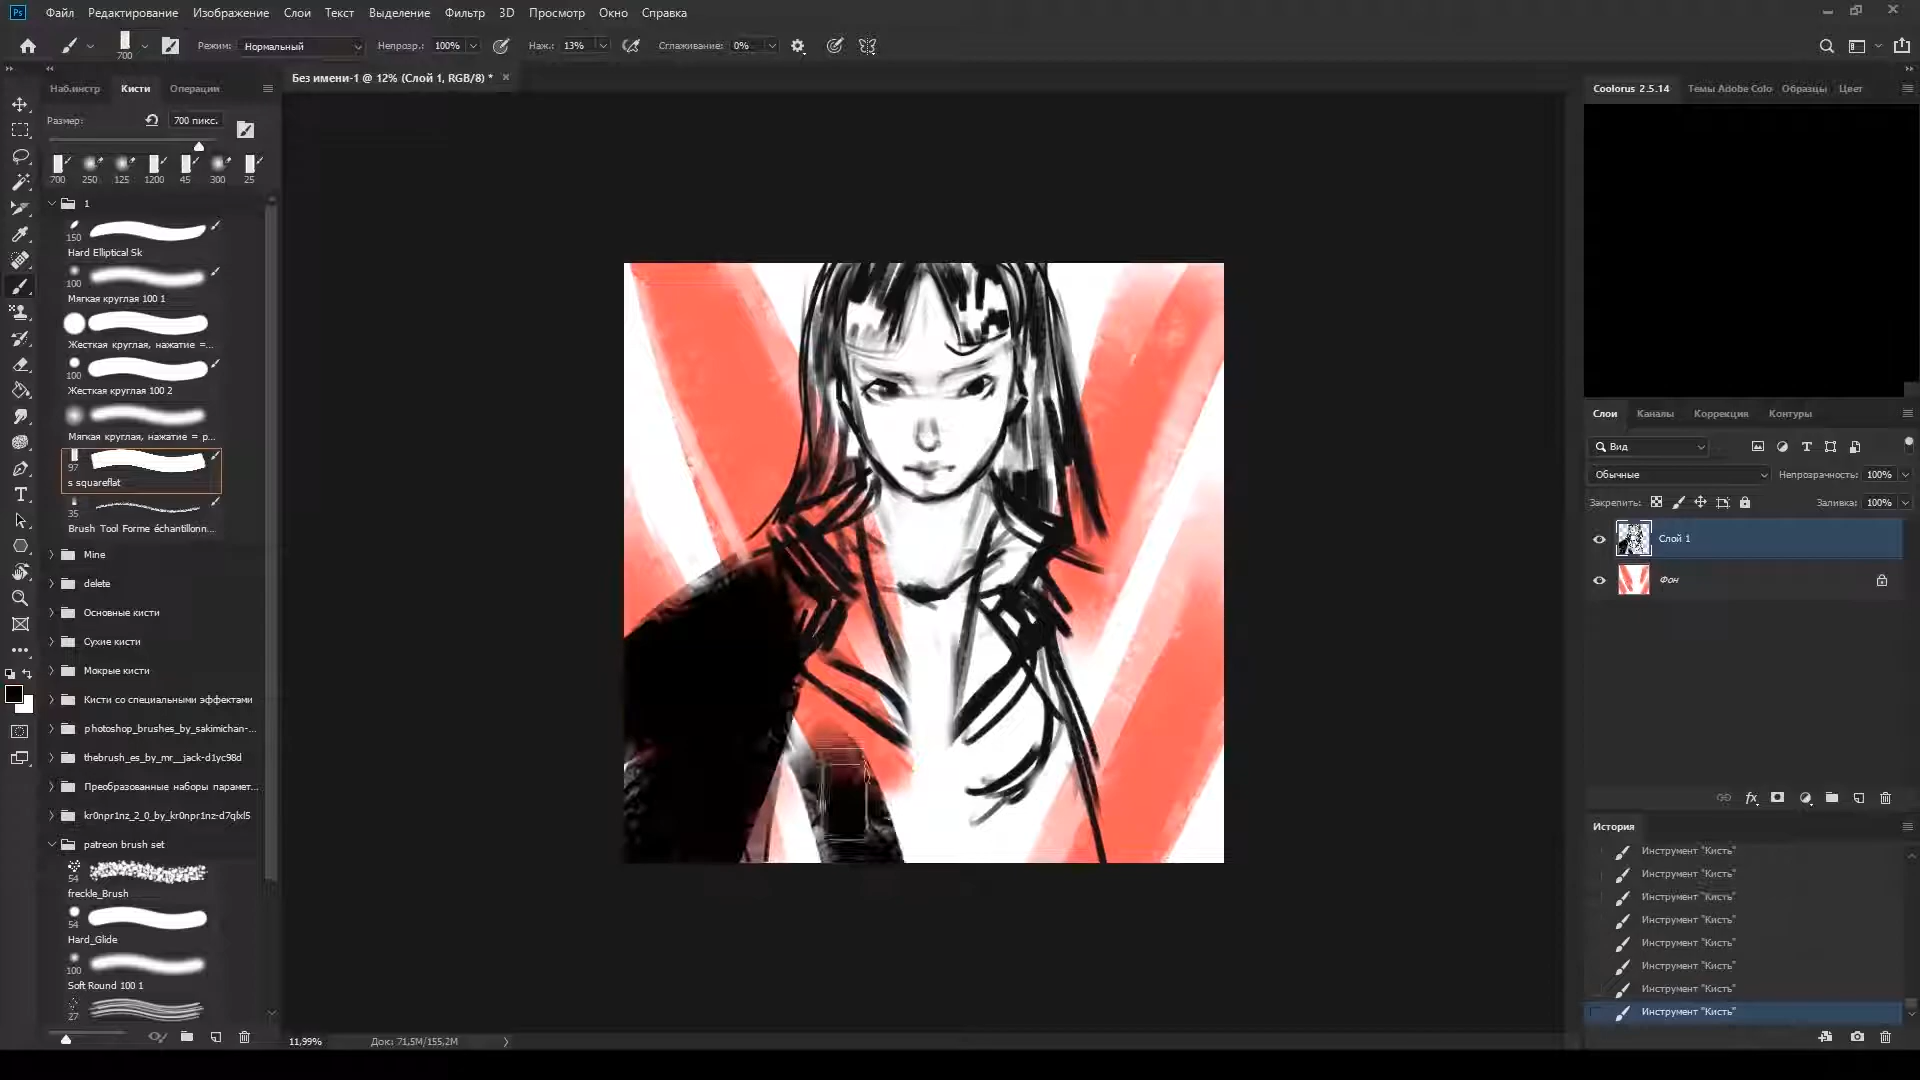 Ps Файл Редактирование Изображение Слои Текст Выделение Фильтр 3D Просмотр Окно Справка
700 Режим: Нормальный Непрозр.: 100% Наж.: 13% Сглаживание: 0%
Без имени-1 @ 12% (Слой 1, RGB/8) *
Наб.инстр Кисти Операции
Размер: 700 пикс.
700 250 125 1200 45 300 25
1
150
Hard Elliptical Sk
100
Мягкая круглая 100 1
Жесткая круглая, нажатие =...
100
Жесткая круглая 100 2
Мягкая круглая, нажатие = р...
97
s squareflat
35
Brush Tool Forme échantillonn...
Mine
delete
Основные кисти
Сухие кисти
Мокрые кисти
Кисти со специальными эффектами
photoshop_brushes_by_sakimichan-...
thebrush_es_by_mr__jack-d1yc98d
Преобразованные наборы парамет...
kr0npr1nz_2_0_by_kr0npr1nz-d7qlxl5
patreon brush set
54
freckle_Brush
54
Hard_Glide
100
Soft Round 100 1
27
11,99% Док: 71,5M/155,2M
Coolorus 2.5.14 Темы Adobe Colo Образцы Цвет
Слои Каналы Коррекция Контуры
Вид
Обычные Непрозрачность: 100%
Закрепить: Заливка: 100%
Слой 1
Фон
fx
История
Инструмент "Кисть"
Инструмент "Кисть"
Инструмент "Кисть"
Инструмент "Кисть"
Инструмент "Кисть"
Инструмент "Кисть"
Инструмент "Кисть"
Инструмент "Кисть"